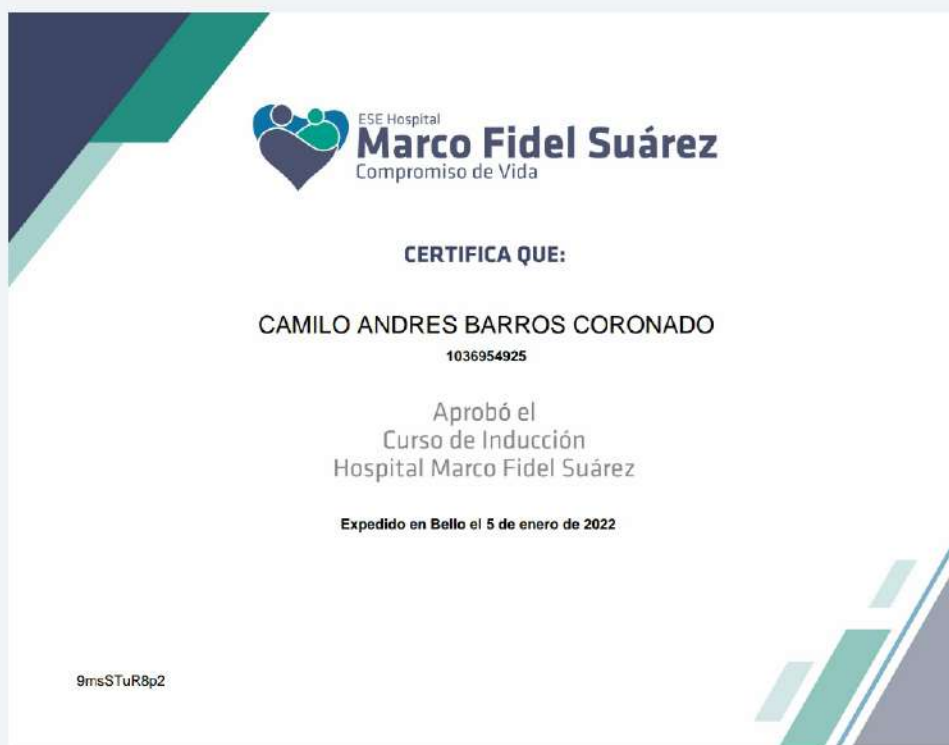 ESE Hospital
Marco Fidel Suárez
Compromiso de Vida
CERTIFICA QUE:
CAMILO ANDRES BARROS CORONADO
1036954925
Aprobó el
Curso de Inducción
Hospital Marco Fidel Suárez
Expedido en Bello el 5 de enero de 2022
9msSTuR8p2